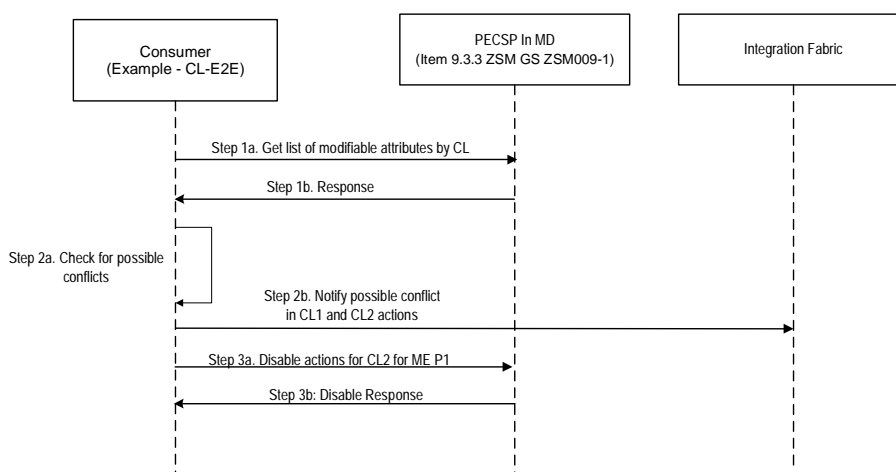 Consumer
(Example - CL-E2E)
PECSP In MD
(Item 9.3.3 ZSM GS ZSM009-1)
Integration Fabric
Step 1a. Get list of modifiable attributes by CL
Step 1b. Response
Step 2a. Check for possible
conflicts
Step 2b. Notify possible conflict
in CL1 and CL2 actions
Step 3a. Disable actions for CL2 for ME P1
Step 3b: Disable Response